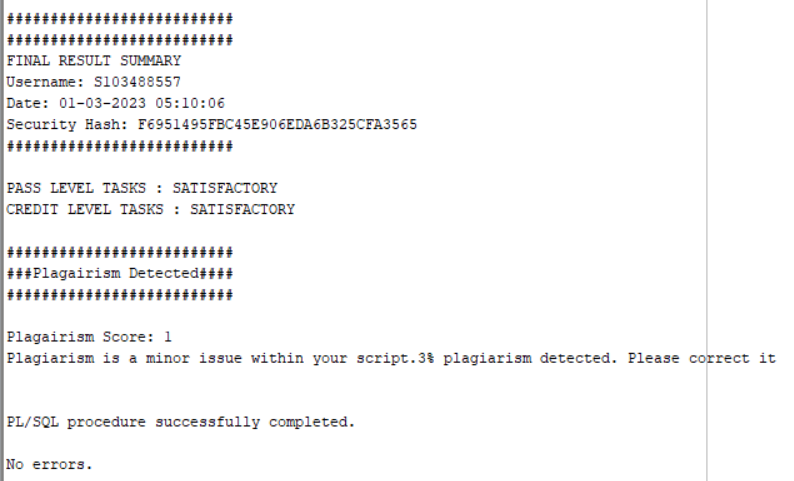 ##########################
##########################
FINAL RESULT SUMMARY
Username: S103488557
Date: 01-03-2023 05:10:06
Security Hash: F6951495FBC45E906EDA6B325CFA3565
##########################
PASS LEVEL TASKS : SATISFACTORY
CREDIT LEVEL TASKS : SATISFACTORY
##########################
###Plagairism Detected####
##########################
Plagairism Score: 1
Plagiarism is a minor issue within your script.3% plagiarism detected. Please correct it
PL/SQL procedure successfully completed.
No errors.